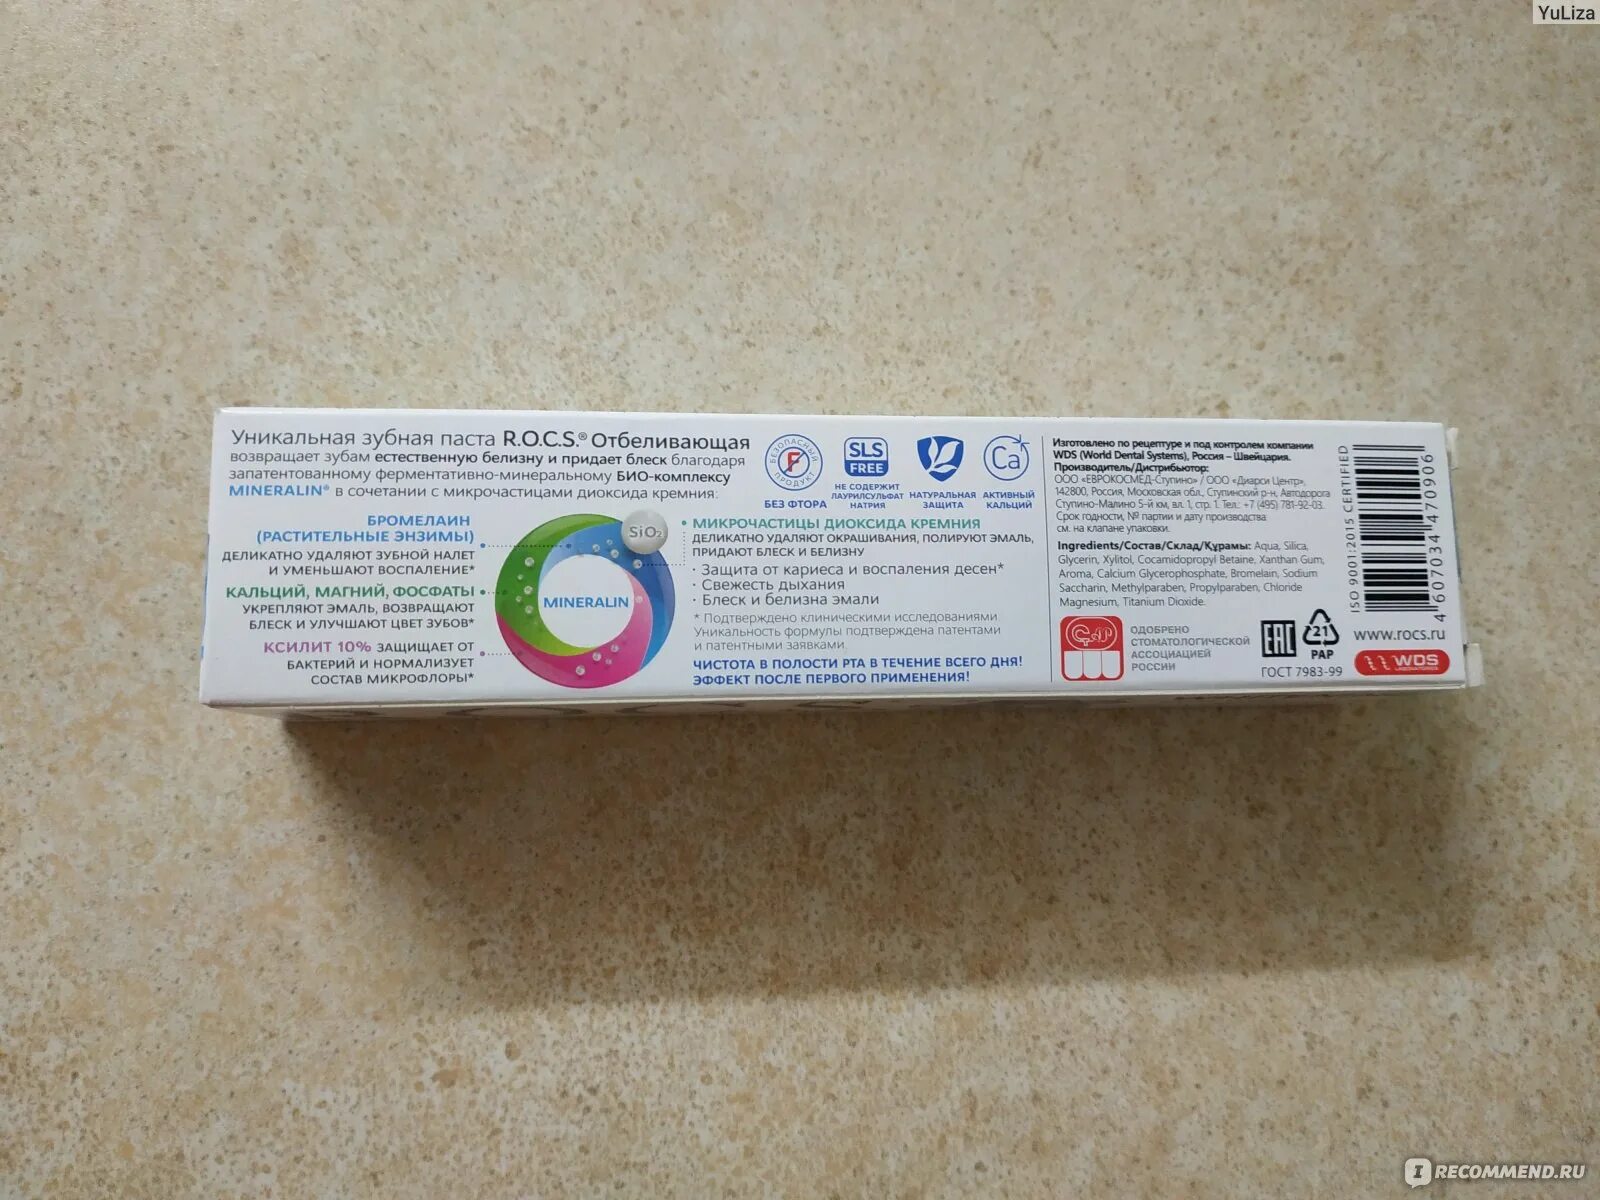 YuLiza
Уникальная зубная паста R.O.C.S.® Отбеливающая
возвращает зубам естественную белизну и придает блеск благодаря
запатентованному ферментативно-минеральному БИО-комплексу
MINERALIN® в сочетании с микрочастицами диоксида кремния:
БРОМЕЛАИН
(РАСТИТЕЛЬНЫЕ ЭНЗИМЫ)
ДЕЛИКАТНО УДАЛЯЮТ ЗУБНОЙ НАЛЕТ
И УМЕНЬШАЮТ ВОСПАЛЕНИЕ*
КАЛЬЦИЙ, МАГНИЙ, ФОСФАТЫ
УКРЕПЛЯЮТ ЭМАЛЬ, ВОЗВРАЩАЮТ
БЛЕСК И УЛУЧШАЮТ ЦВЕТ ЗУБОВ*
КСИЛИТ 10% ЗАЩИЩАЕТ ОТ
БАКТЕРИЙ И НОРМАЛИЗУЕТ
СОСТАВ МИКРОФЛОРЫ*
SiO₂
MINERALIN
БЕЗОПАСНЫЙ
F
ПРОДУКТ
БЕЗ ФТОРА
SLS
FREE
НЕ СОДЕРЖИТ
ЛАУРИЛСУЛЬФАТ
НАТРИЯ
НАТУРАЛЬНАЯ
ЗАЩИТА
Ca
АКТИВНЫЙ
КАЛЬЦИЙ
• МИКРОЧАСТИЦЫ ДИОКСИДА КРЕМНИЯ
ДЕЛИКАТНО УДАЛЯЮТ ОКРАШИВАНИЯ, ПОЛИРУЮТ ЭМАЛЬ,
ПРИДАЮТ БЛЕСК И БЕЛИЗНУ
· Защита от кариеса и воспаления десен*
· Свежесть дыхания
· Блеск и белизна эмали
* Подтверждено клиническими исследованиями.
Уникальность формулы подтверждена патентами
и патентными заявками.
ЧИСТОТА В ПОЛОСТИ РТА В ТЕЧЕНИЕ ВСЕГО ДНЯ!
ЭФФЕКТ ПОСЛЕ ПЕРВОГО ПРИМЕНЕНИЯ!
Изготовлено по рецептуре и под контролем компании
WDS (World Dental Systems), Россия – Швейцария.
Производитель/Дистрибьютор:
ООО «ЕВРОКОСМЕД-Ступино» / ООО «Диарси Центр»,
142800, Россия, Московская обл., Ступинский р-н, Автодорога
Ступино-Малино 5-й км, вл. 1, стр. 1. Тел.: +7 (495) 781-92-03.
Срок годности, № партии и дату производства
см. на клапане упаковки.
Ingredients/Состав/Склад/Құрамы: Aqua, Silica,
Glycerin, Xylitol, Cocamidopropyl Betaine, Xanthan Gum,
Aroma, Calcium Glycerophosphate, Bromelain, Sodium
Saccharin, Methylparaben, Propylparaben, Chloride
Magnesium, Titanium Dioxide.
САР
ОДОБРЕНО
СТОМАТОЛОГИЧЕСКОЙ
АССОЦИАЦИЕЙ
РОССИИ
EAC
21
PAP
ГОСТ 7983-99
ISO 9001:2015 CERTIFIED
4 607034 470906
www.rocs.ru
WDS
LABORATORIES
IRECOMMEND.RU